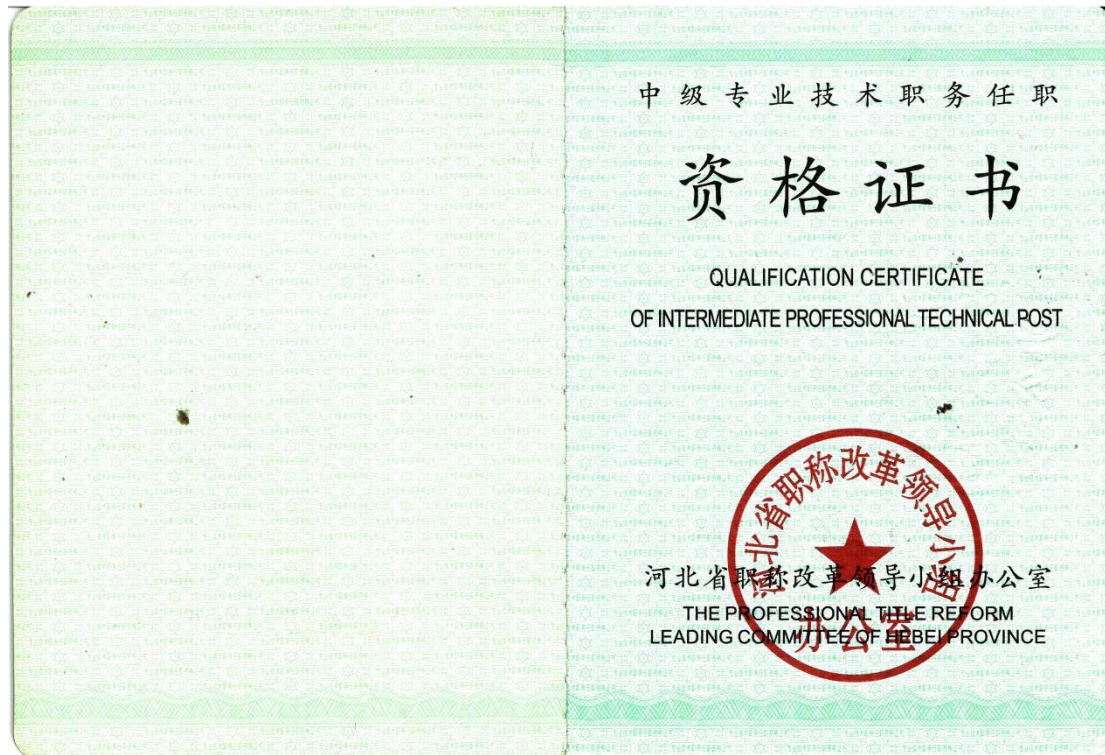 中级专业技术职务任职
资格证书
QUALIFICATION CERTIFICATE
OF INTERMEDIATE PROFESSIONAL TECHNICAL POST
河北省职称改革领导小组
办公室
河北省职称改革领导小组办公室
THE PROFESSIONAL TITLE REFORM
LEADING COMMITTEE OF HEBEI PROVINCE